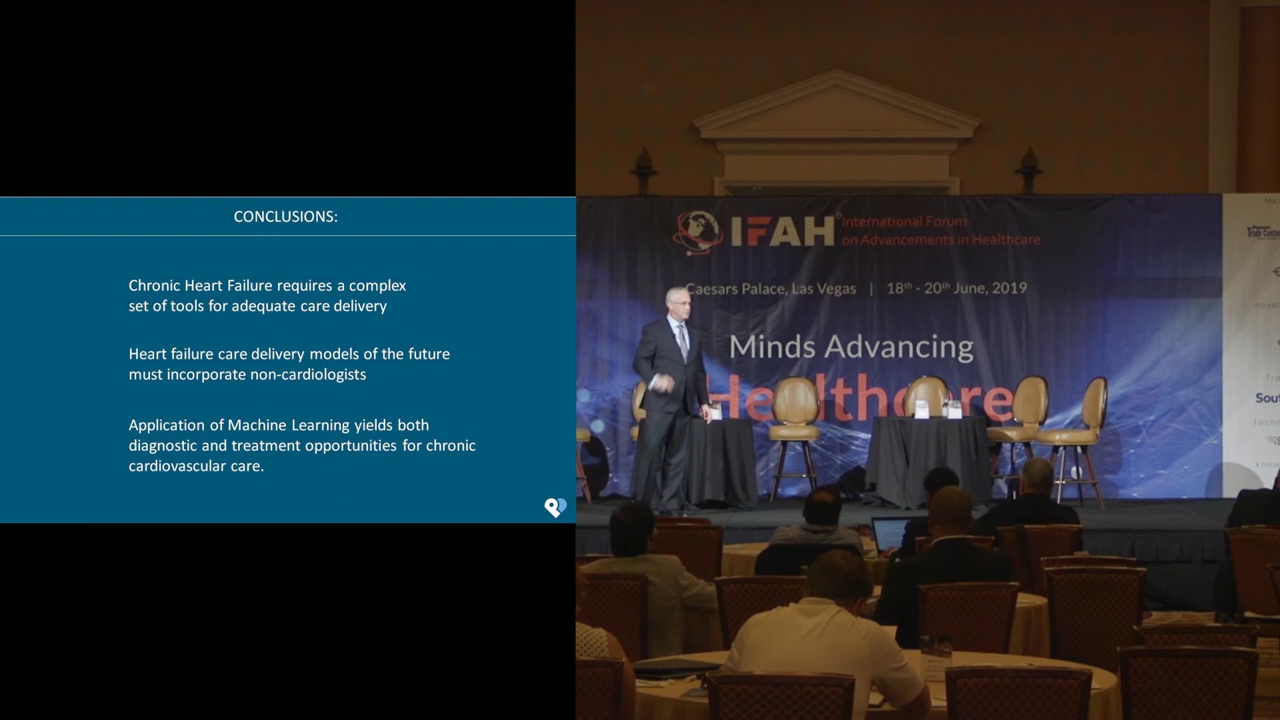 CONCLUSIONS:
Chronic Heart Failure requires a complex
set of tools for adequate care delivery
Heart failure care delivery models of the future
must incorporate non-cardiologists
Application of Machine Learning yields both
diagnostic and treatment opportunities for chronic
cardiovascular care.
IFAH®
International Forum
on Advancements in Healthcare
Caesars Palace, Las Vegas | 18th - 20th June, 2019
Minds Advancing
Healthcare